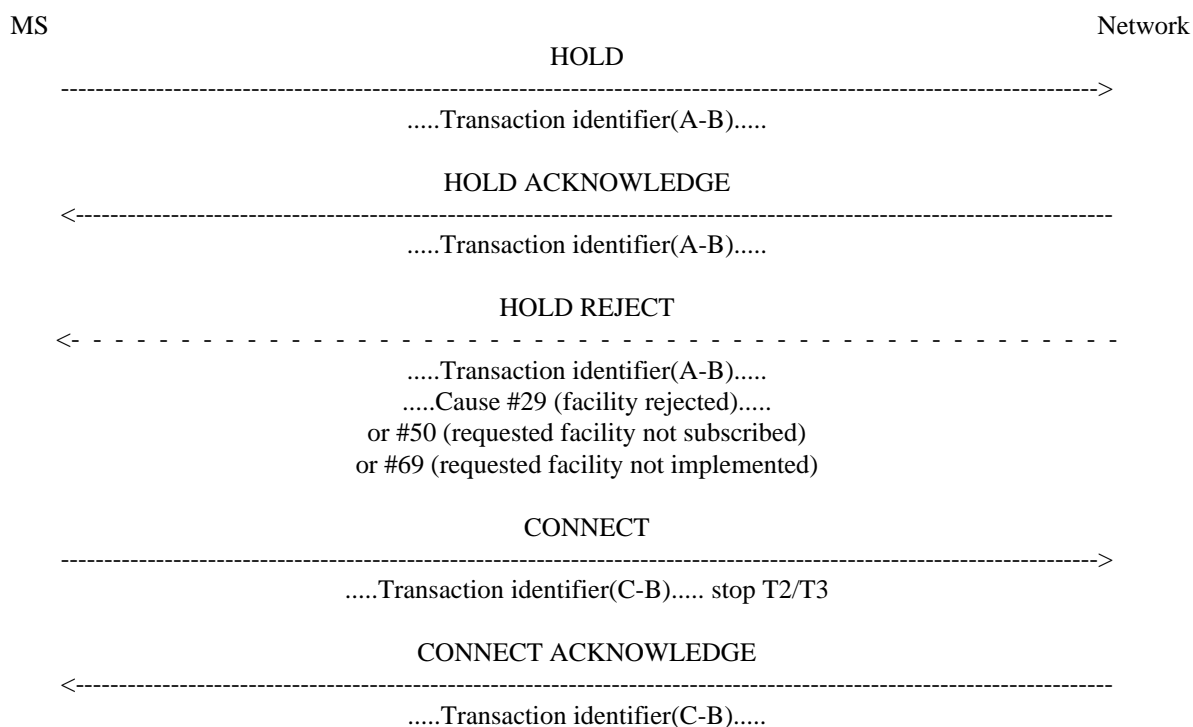 MS Network
HOLD
------------------------------------------------------------------------------------------------------------------------>
.....Transaction identifier(A-B).....
HOLD ACKNOWLEDGE
<------------------------------------------------------------------------------------------------------------------------
.....Transaction identifier(A-B).....
HOLD REJECT
<- - - - - - - - - - - - - - - - - - - - - - - - - - - - - - - - - - - - - - - - - - - - - - - - -
.....Transaction identifier(A-B).....
.....Cause #29 (facility rejected).....
or #50 (requested facility not subscribed)
or #69 (requested facility not implemented)
CONNECT
------------------------------------------------------------------------------------------------------------------------>
...Transaction identifier(C-B)..... stop T2/T3
CONNECT ACKNOWLEDGE
<------------------------------------------------------------------------------------------------------------------------
.....Transaction identifier(C-B).....